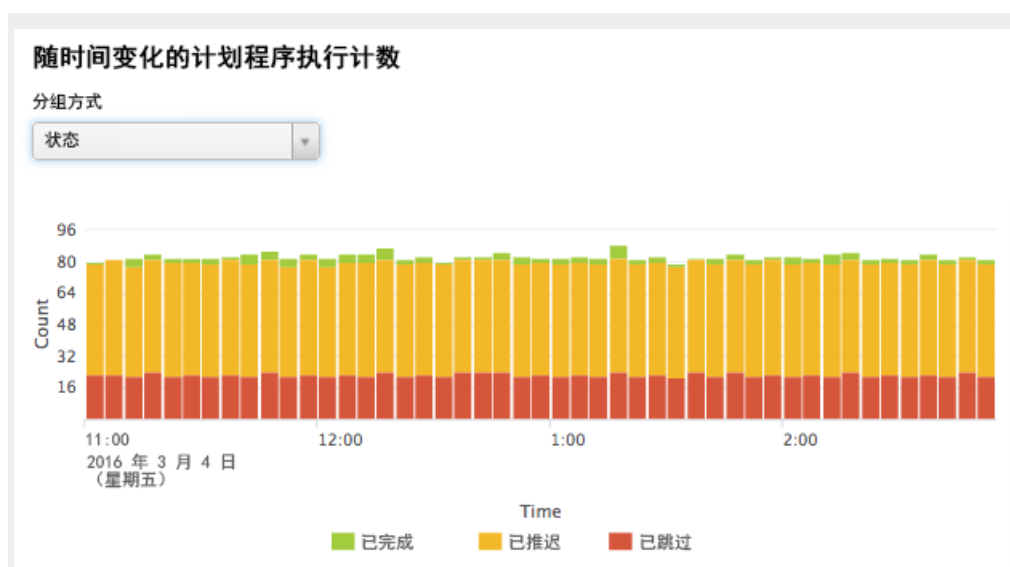 随时间变化的计划程序执行计数
分组方式
状态
96
80
64
48
32
16
Count
11:00
12:00
1:00
2:00
2016 年 3 月 4 日
（星期五）
Time
已完成
已推迟
已跳过